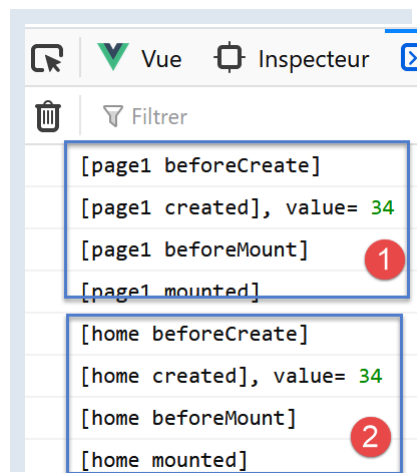 Vue Inspecteur
Filtrer
[page1 beforeCreate]
[page1 created], value= 34
[page1 beforeMount]
1
[page1 mounted]
[home beforeCreate]
[home created], value= 34
[home beforeMount]
2
[home mounted]